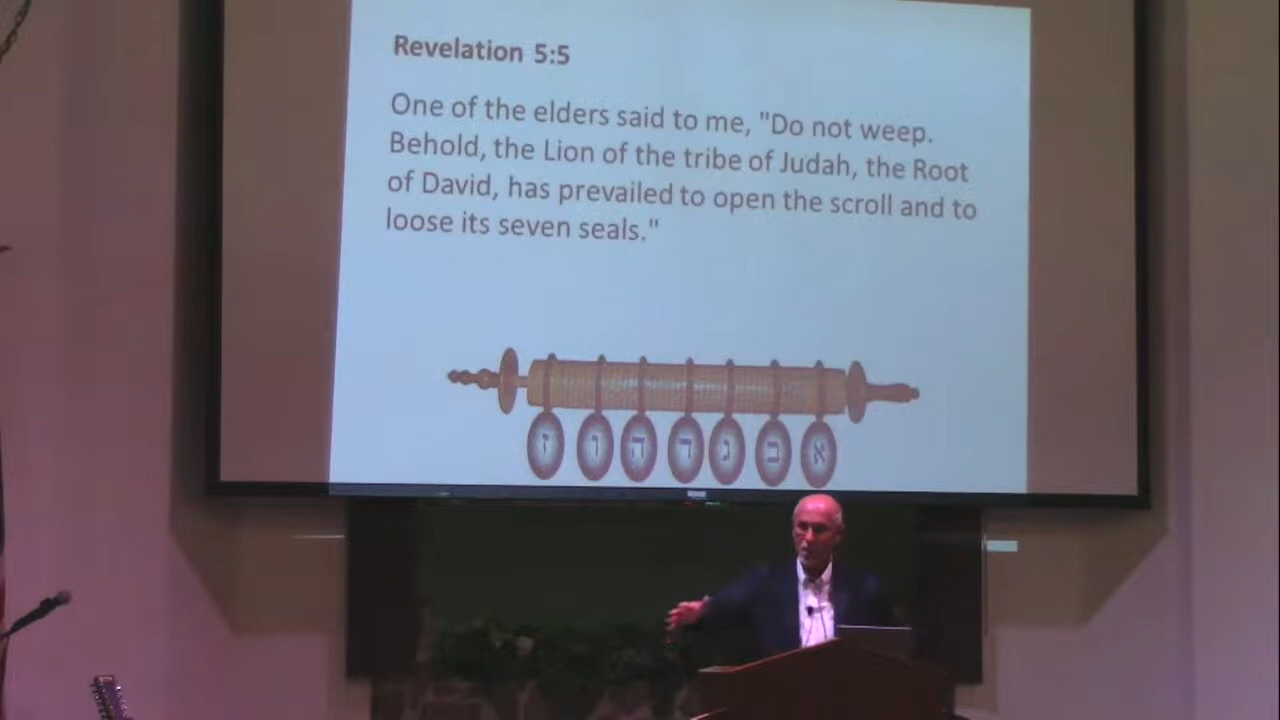 Revelation 5:5
One of the elders said to me, "Do not weep.
Behold, the Lion of the tribe of Judah, the Root
of David, has prevailed to open the scroll and to
loose its seven seals."
א ב ג ד ה ו ז